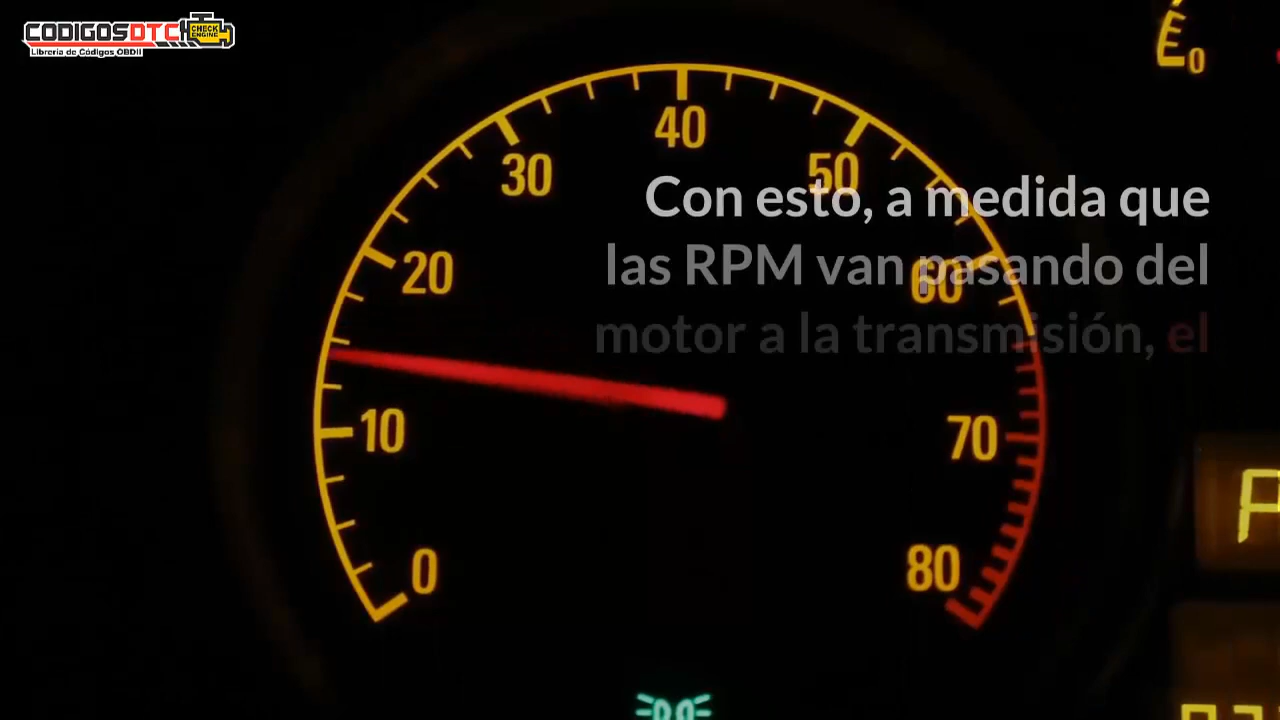 CODIGOSDTC
CHECK
ENGINE
Librería de Códigos OBDII
Con esto, a medida que
las RPM van pasando del
motor a la transmisión, el
0
10
20
30
40
50
60
70
80